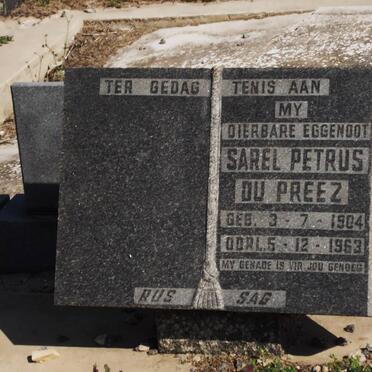 TER GEDAG TENIS AAN
MY
DIERBARE EGGENOOT
SAREL PETRUS
DU PREEZ
GEB. 3-7-1904
OORL. 5-12-1963
MY GENADE IS VIR JOU GENOEG
RUS SAG